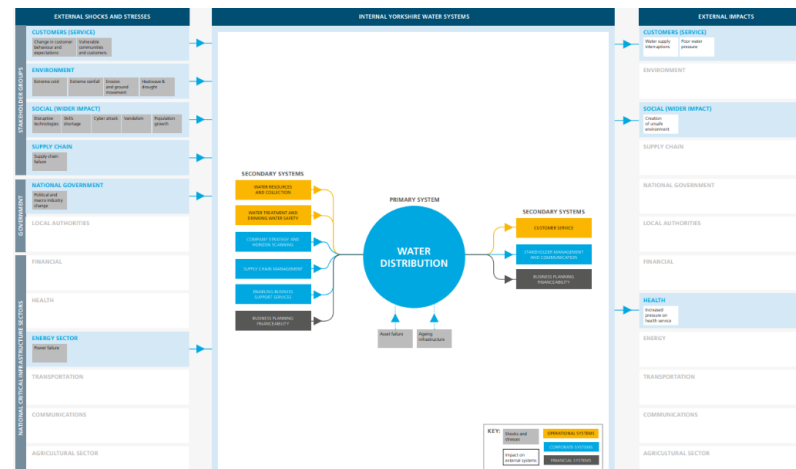 EXTERNAL SHOCKS AND STRESSES
INTERNAL YORKSHIRE WATER SYSTEMS
EXTERNAL IMPACTS
STAKEHOLDER GROUPS
CUSTOMERS (SERVICE)
Change in customer
behaviour and
expectations
Vulnerable
communities
and customers
ENVIRONMENT
Extreme cold
Extreme rainfall
Erosion
and ground
movement
Heatwave &
drought
SOCIAL (WIDER IMPACT)
Disruptive
technologies
Skills
shortage
Cyber attack
Vandalism
Population
growth
SUPPLY CHAIN
Supply chain
failure
GOVERNMENT
NATIONAL GOVERNMENT
Political and
macro industry
change
LOCAL AUTHORITIES
NATIONAL CRITICAL INFRASTRUCTURE SECTORS
FINANCIAL
HEALTH
ENERGY SECTOR
Power failure
TRANSPORTATION
COMMUNICATIONS
AGRICULTURAL SECTOR
SECONDARY SYSTEMS
WATER RESOURCES
AND COLLECTION
WATER TREATMENT AND
DRINKING WATER SAFETY
COMPANY STRATEGY AND
HORIZON SCANNING
SUPPLY CHAIN MANAGEMENT
ENABLING BUSINESS
SUPPORT SERVICES
BUSINESS PLANNING
FINANCEABILITY
PRIMARY SYSTEM
WATER
DISTRIBUTION
Asset failure
Ageing
infrastructure
SECONDARY SYSTEMS
CUSTOMER SERVICE
STAKEHOLDER MANAGEMENT
AND COMMUNICATION
BUSINESS PLANNING
FINANCEABILITY
KEY:
Shocks and
stresses
Impact on
external systems
OPERATIONAL SYSTEMS
CORPORATE SYSTEMS
FINANCIAL SYSTEMS
CUSTOMERS (SERVICE)
Water supply
interruptions
Poor water
pressure
ENVIRONMENT
SOCIAL (WIDER IMPACT)
Creation
of unsafe
environment
SUPPLY CHAIN
NATIONAL GOVERNMENT
LOCAL AUTHORITIES
FINANCIAL
HEALTH
Increased
pressure on
health service
ENERGY
TRANSPORTATION
COMMUNICATIONS
AGRICULTURAL SECTOR